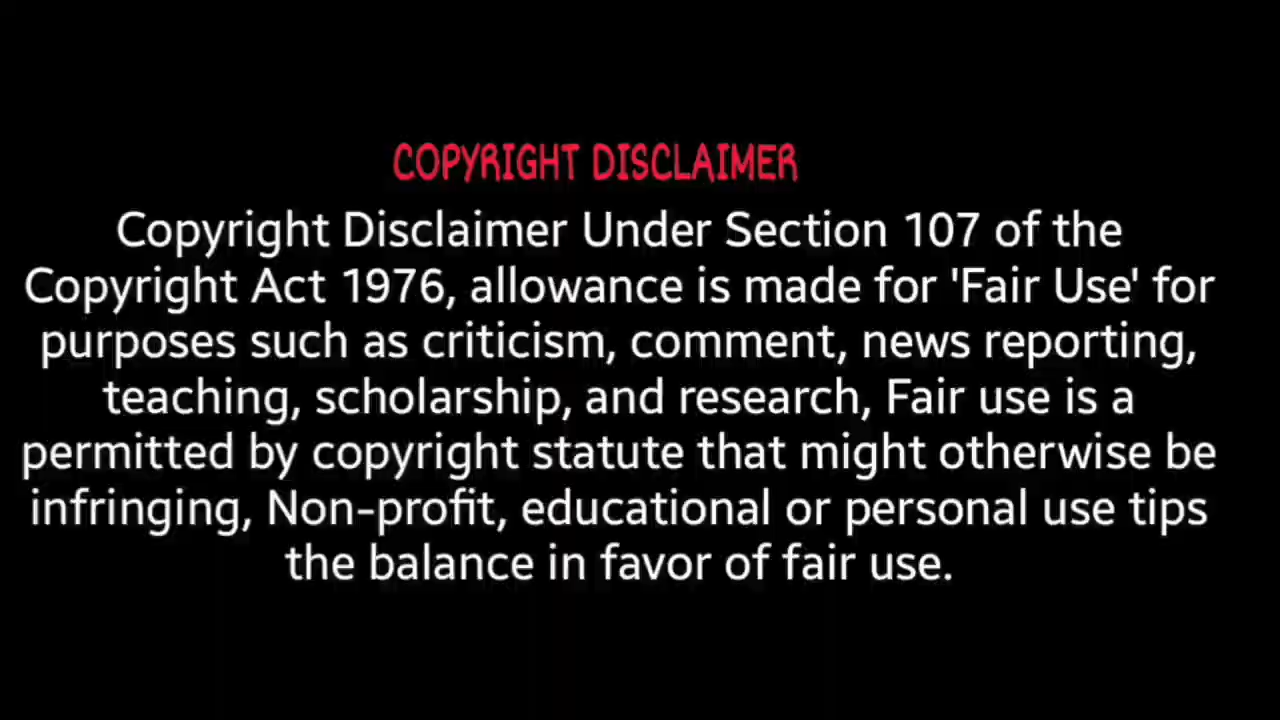 COPYRIGHT DISCLAIMER
Copyright Disclaimer Under Section 107 of the
Copyright Act 1976, allowance is made for 'Fair Use' for
purposes such as criticism, comment, news reporting,
teaching, scholarship, and research, Fair use is a
permitted by copyright statute that might otherwise be
infringing, Non-profit, educational or personal use tips
the balance in favor of fair use.